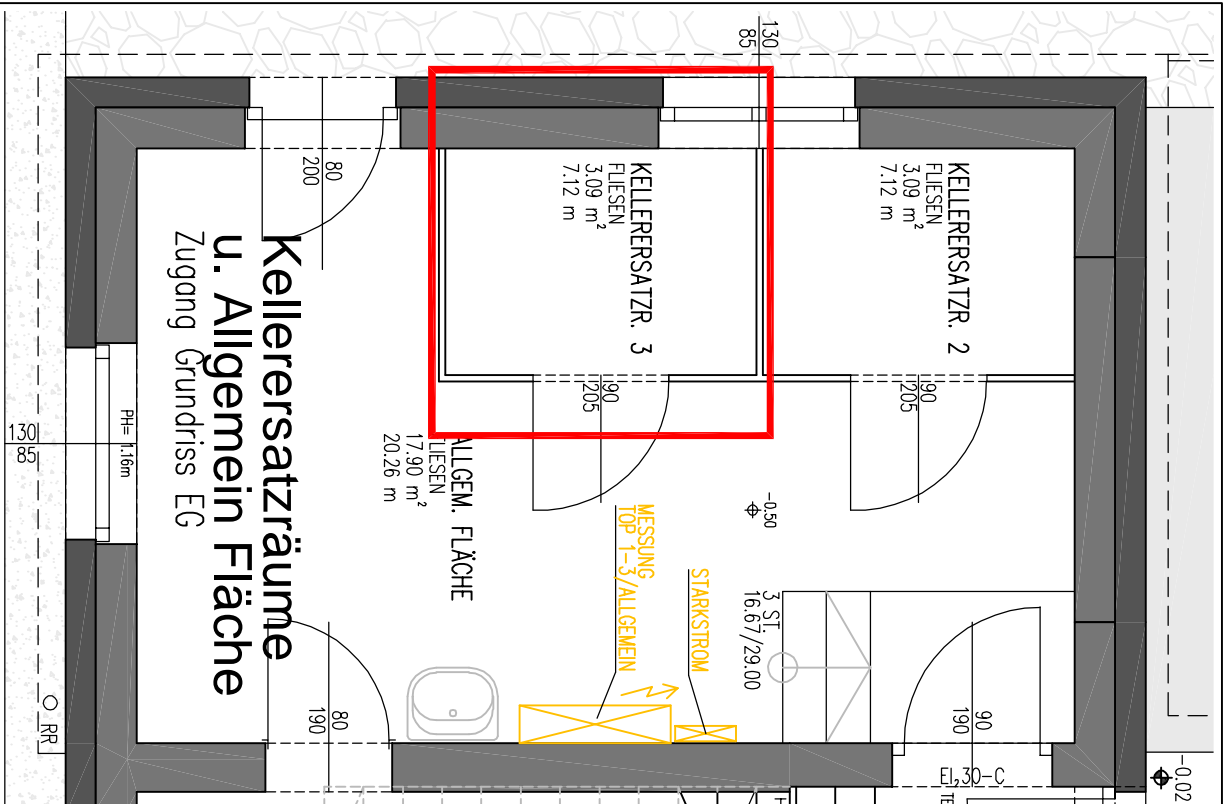 130
85
KELLERERSATZR. 3
FLIESEN
3.09 m²
7.12 m
KELLERERSATZR. 2
FLIESEN
3.09 m²
7.12 m
80
200
90
205
90
205
Kellerersatzräume
u. Allgemein Fläche
Zugang Grundriss EG
PH= 1.16m
130
85
ALLGEM. FLÄCHE
LIESEN
17.90 m²
20.26 m
-0.50
MESSUNG
TOP 1-3/ALLGEMEIN
STARKSTROM
3 ST.
16.67/29.00
80
190
90
190
RR
EI₂30-C
-0.02